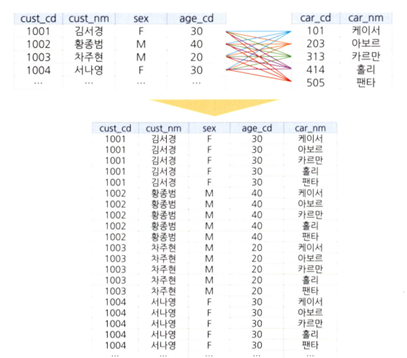 cust_cd cust_nm sex age_cd car_cd car_nm
1001 김서경 F 30 101 케이서
1002 황종범 M 40 203 아보르
1003 차주현 M 20 313 카르만
1004 서나영 F 30 414 홀리
... ... ... ... 505 팬타
cust_cd cust_nm sex age_cd car_nm
1001 김서경 F 30 케이서
1001 김서경 F 30 아보르
1001 김서경 F 30 카르만
1001 김서경 F 30 홀리
1001 김서경 F 30 팬타
1002 황종범 M 40 케이서
1002 황종범 M 40 아보르
1002 황종범 M 40 카르만
1002 황종범 M 40 홀리
1002 황종범 M 40 팬타
1003 차주현 M 20 케이서
1003 차주현 M 20 아보르
1003 차주현 M 20 카르만
1003 차주현 M 20 홀리
1003 차주현 M 20 팬타
1004 서나영 F 30 케이서
1004 서나영 F 30 아보르
1004 서나영 F 30 카르만
1004 서나영 F 30 홀리
1004 서나영 F 30 팬타
... ... ... ... ...